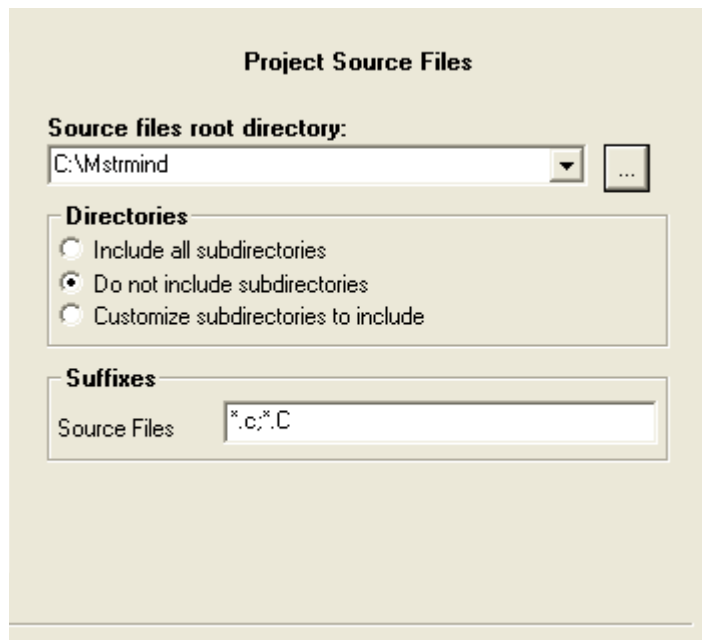 Project Source Files
Source files root directory:
C:\Mstrmind
...
Directories
Include all subdirectories
Do not include subdirectories
Customize subdirectories to include
Suffixes
Source Files
*.c;*.C